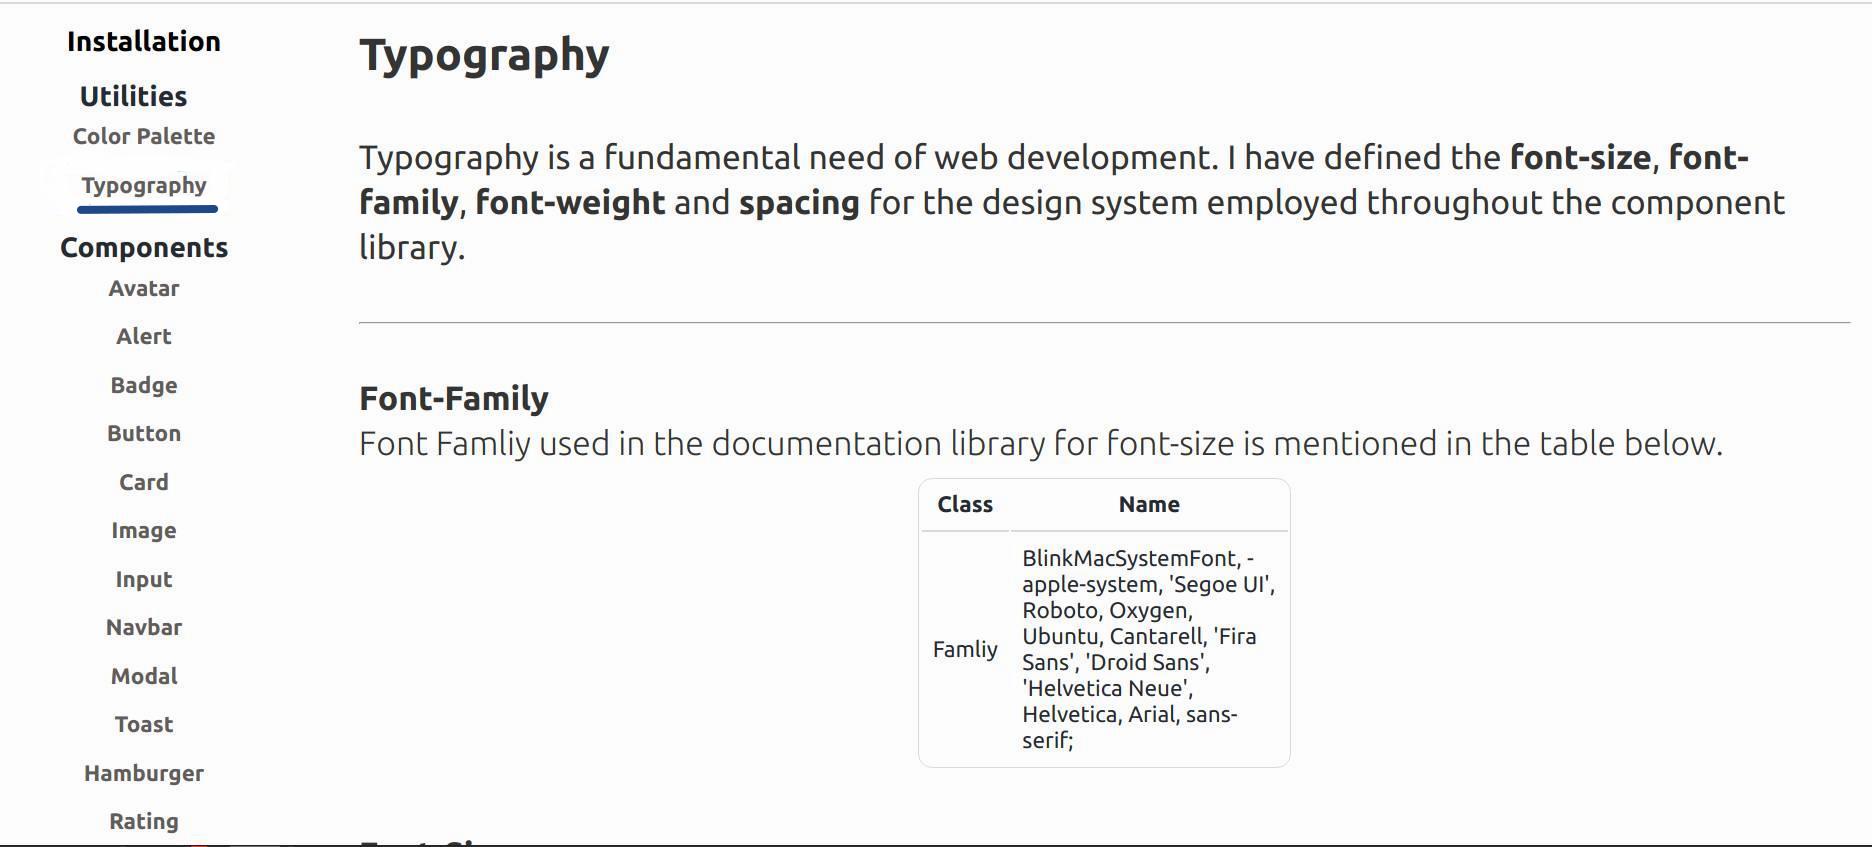 Installation
Utilities
Color Palette
Typography
Components
Avatar
Alert
Badge
Button
Card
Image
Input
Navbar
Modal
Toast
Hamburger
Rating
Typography
Typography is a fundamental need of web development. I have defined the font-size, font-
family, font-weight and spacing for the design system employed throughout the component
library.
Font-Family
Font Famliy used in the documentation library for font-size is mentioned in the table below.
Class Name
Famliy
BlinkMacSystemFont, -
apple-system, 'Segoe UI',
Roboto, Oxygen,
Ubuntu, Cantarell, 'Fira
Sans', 'Droid Sans',
'Helvetica Neue',
Helvetica, Arial, sans-
serif;